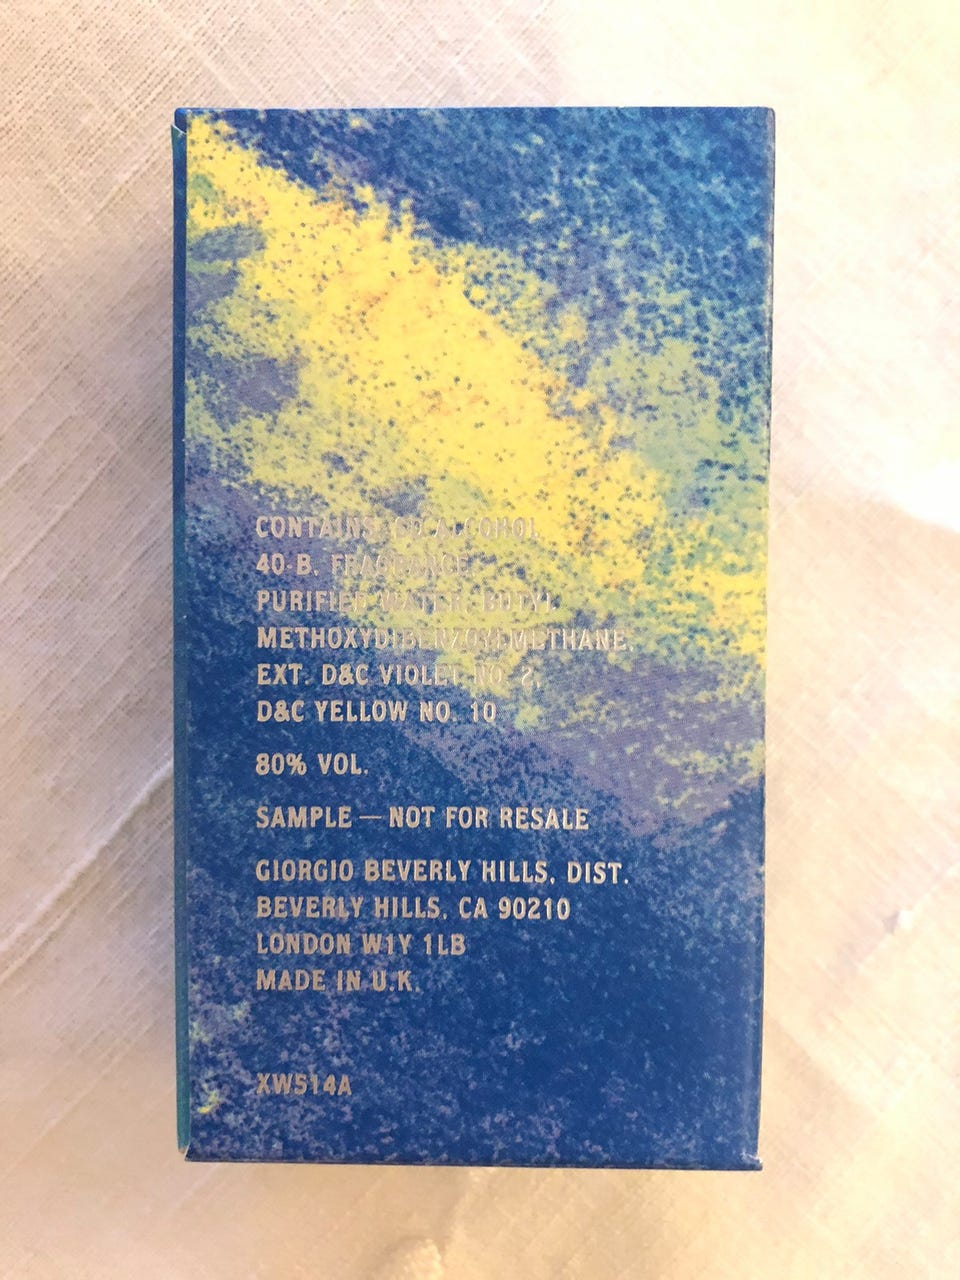 CONTAINS: SD ALCOHOL
40-B, FRAGRANCE,
PURIFIED WATER, BUTYL
METHOXYDIBENZOYLMETHANE,
EXT. D&C VIOLET NO. 2,
D&C YELLOW NO. 10
80% VOL.
SAMPLE — NOT FOR RESALE
GIORGIO BEVERLY HILLS, DIST.
BEVERLY HILLS, CA 90210
LONDON W1Y 1LB
MADE IN U.K.
XW514A